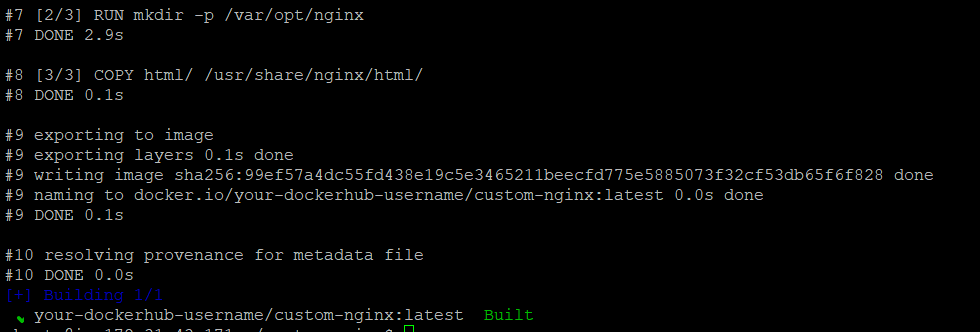 #7 [2/3] RUN mkdir -p /var/opt/nginx
#7 DONE 2.9s
#8 [3/3] COPY html/ /usr/share/nginx/html/
#8 DONE 0.1s
#9 exporting to image
#9 exporting layers 0.1s done
#9 writing image sha256:99ef57a4dc55fd438e19c5e3465211beecfd775e5885073f32cf53db65f6f828 done
#9 naming to docker.io/your-dockerhub-username/custom-nginx:latest 0.0s done
#9 DONE 0.1s
#10 resolving provenance for metadata file
#10 DONE 0.0s
[+] Building 1/1
✔ your-dockerhub-username/custom-nginx:latest Built